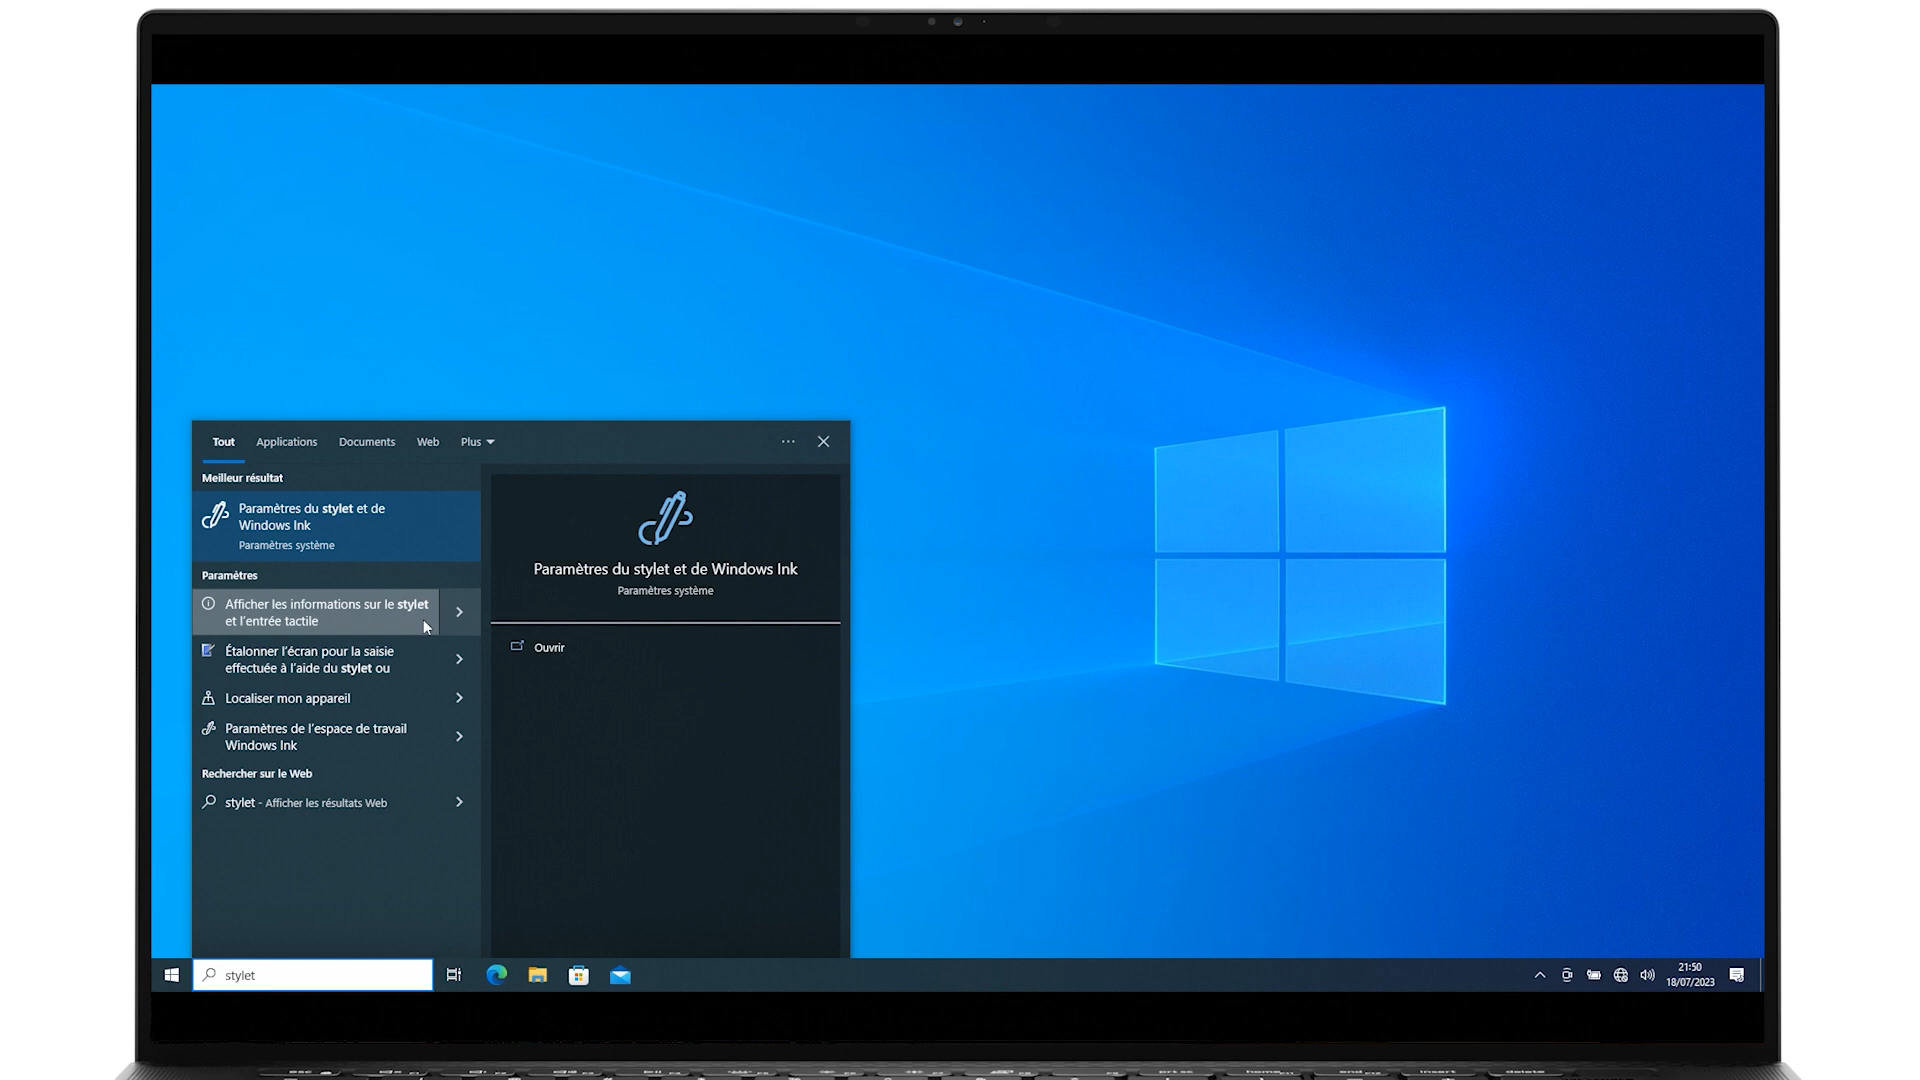 Tout Applications Documents Web Plus
Meilleur résultat
Paramètres du stylet et de
Windows Ink
Paramètres système
Paramètres
Afficher les informations sur le stylet
et l'entrée tactile
Étalonner l'écran pour la saisie
effectuée à l'aide du stylet ou
Localiser mon appareil
Paramètres de l'espace de travail
Windows Ink
Rechercher sur le Web
stylet - Afficher les résultats Web
Paramètres du stylet et de Windows Ink
Paramètres système
Ouvrir
stylet
21:50
18/07/2023